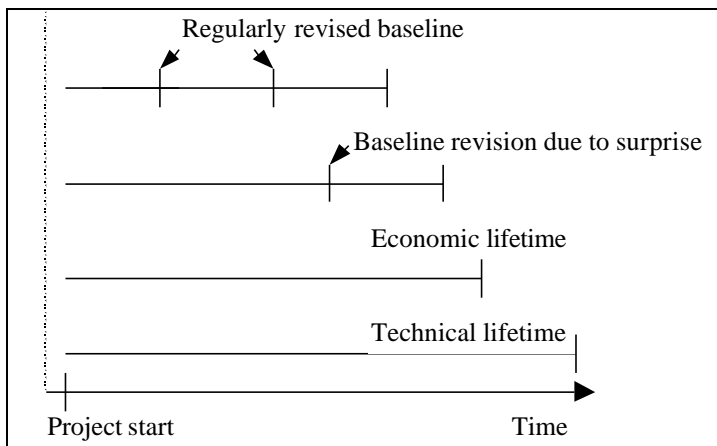 Regularly revised baseline
Baseline revision due to surprise
Economic lifetime
Technical lifetime
Project start
Time